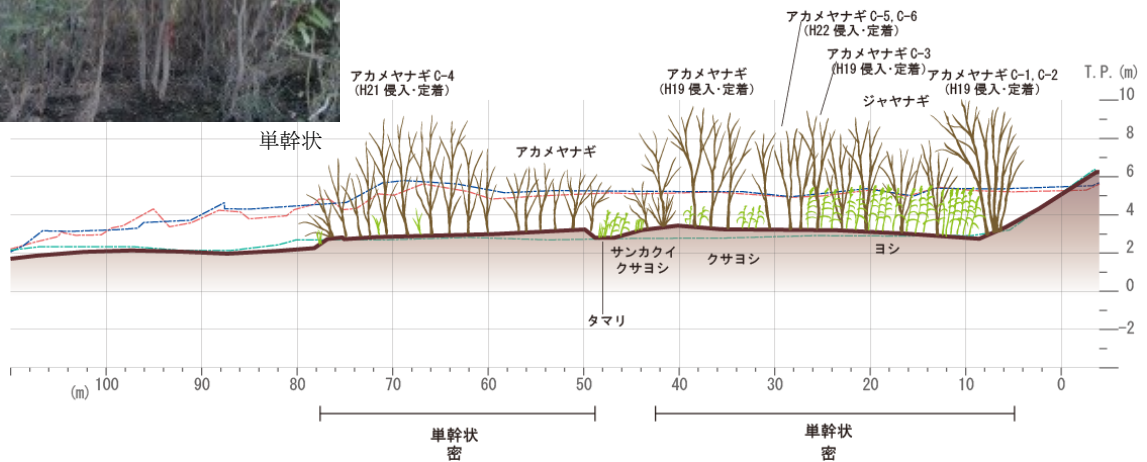 アカメヤナギ C-5, C-6
(H22 侵入・定着)
アカメヤナギ C-4
(H21 侵入・定着)
アカメヤナギ
(H19 侵入・定着)
アカメヤナギ C-3
(H19 侵入・定着)
アカメヤナギ C-1, C-2
(H19 侵入・定着)
T.P. (m)
ジャヤナギ
単幹状
アカメヤナギ
10
8
6
4
2
0
-2
サンカクイ
クサヨシ
クサヨシ
ヨシ
タマリ
(m)
100
90
80
70
60
50
40
30
20
10
0
単幹状
密
単幹状
密